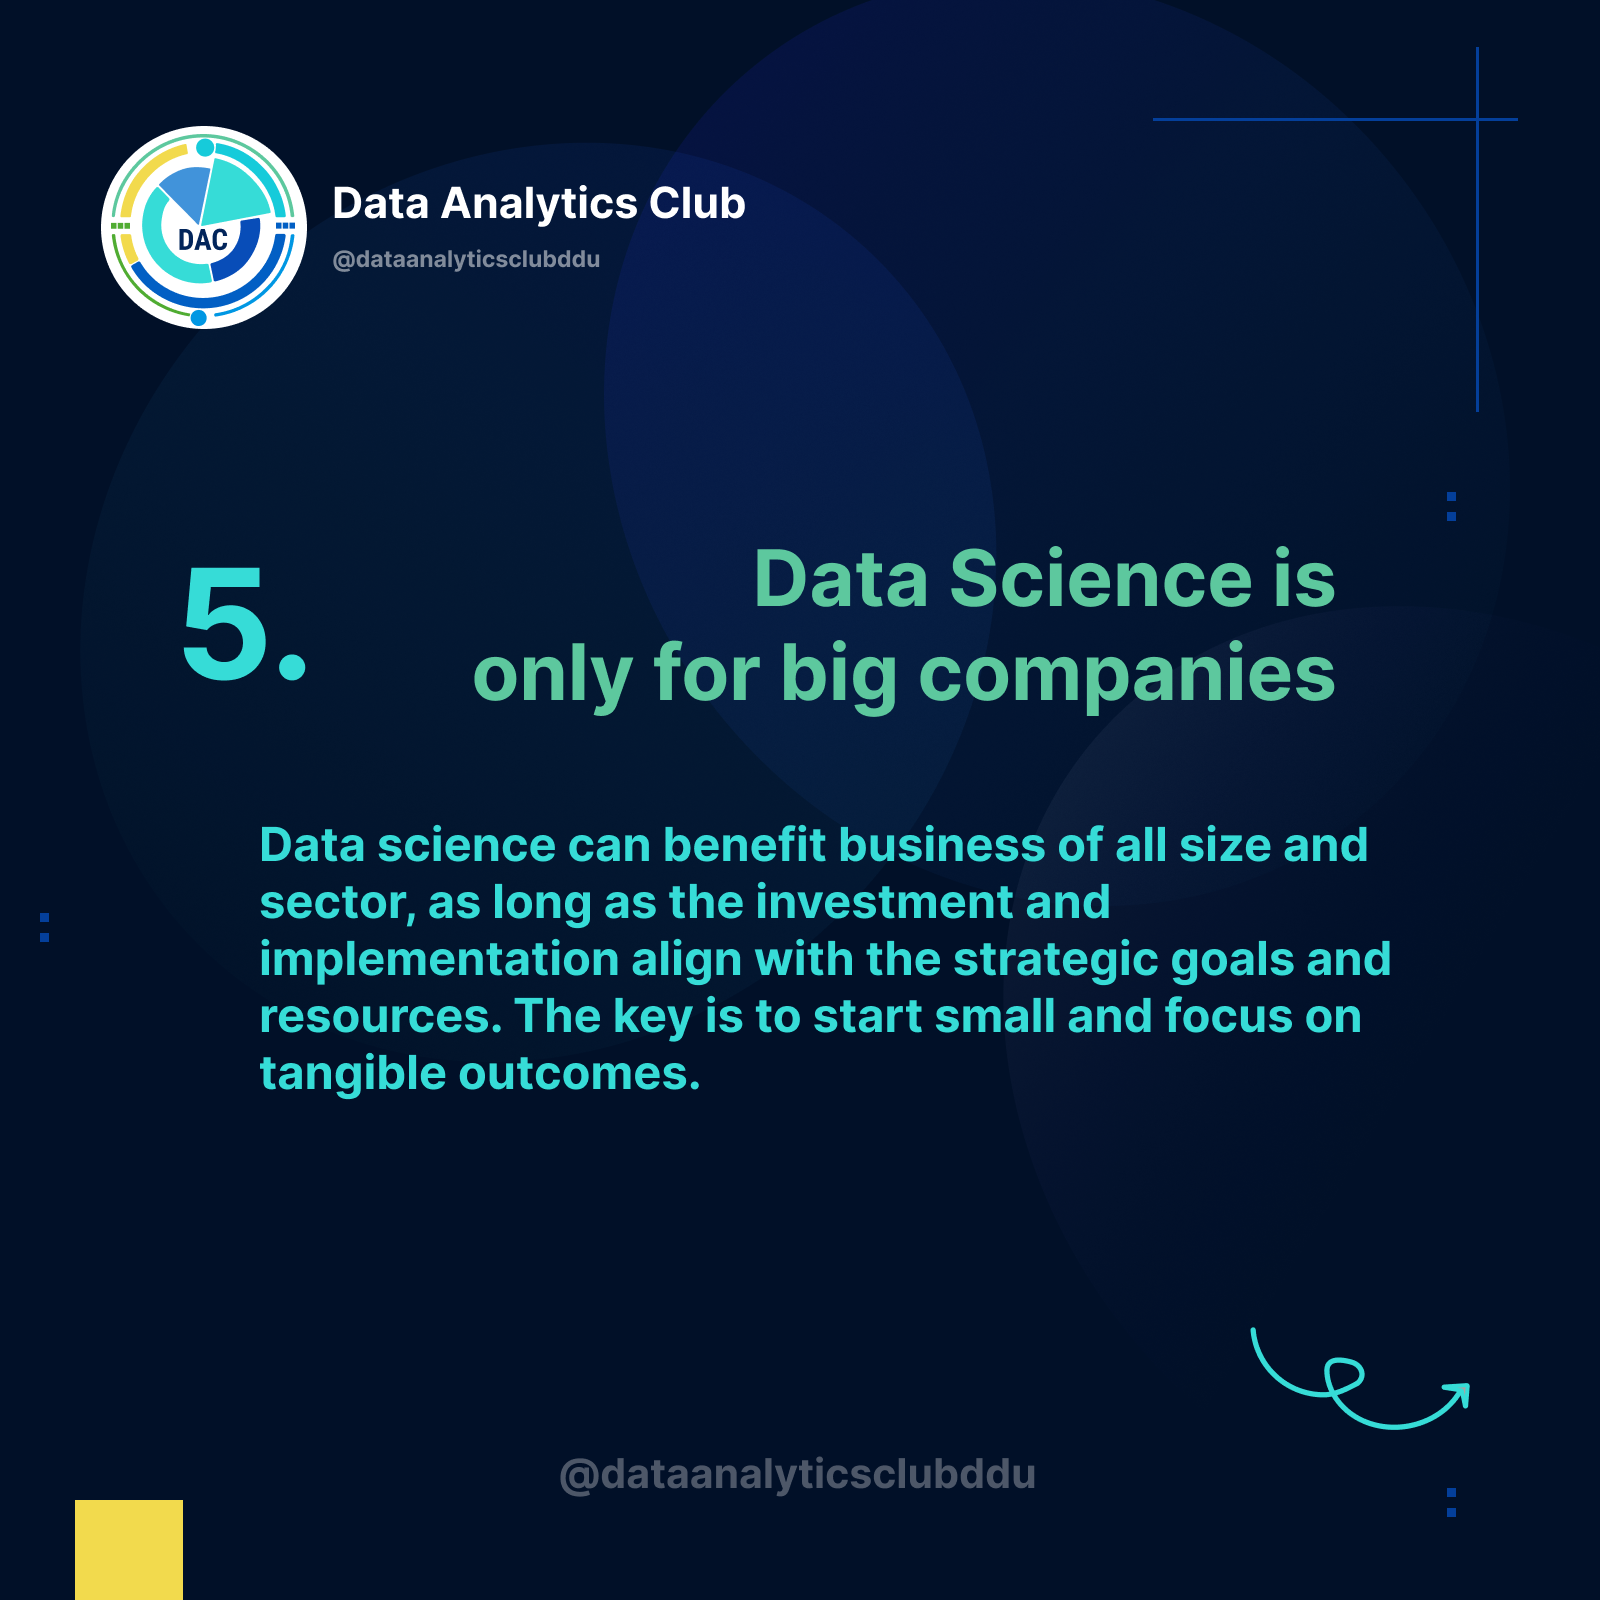 DAC
Data Analytics Club
@dataanalyticsclubddu
5.
Data Science is
only for big companies
Data science can benefit business of all size and
sector, as long as the investment and
implementation align with the strategic goals and
resources. The key is to start small and focus on
tangible outcomes.
@dataanalyticsclubddu